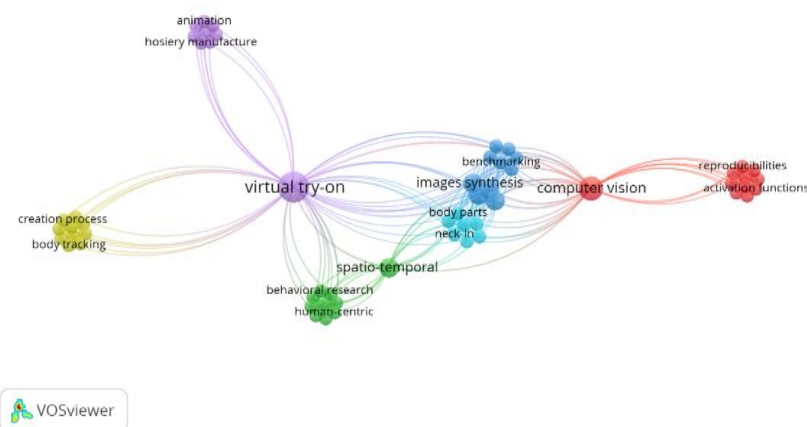 animation
hosiery manufacture
benchmarking
reproducibilities
virtual try-on
images synthesis
computer vision
activation functions
creation process
body parts
body tracking
neck-in
spatio-temporal
behavioral research
human-centric
VOSviewer